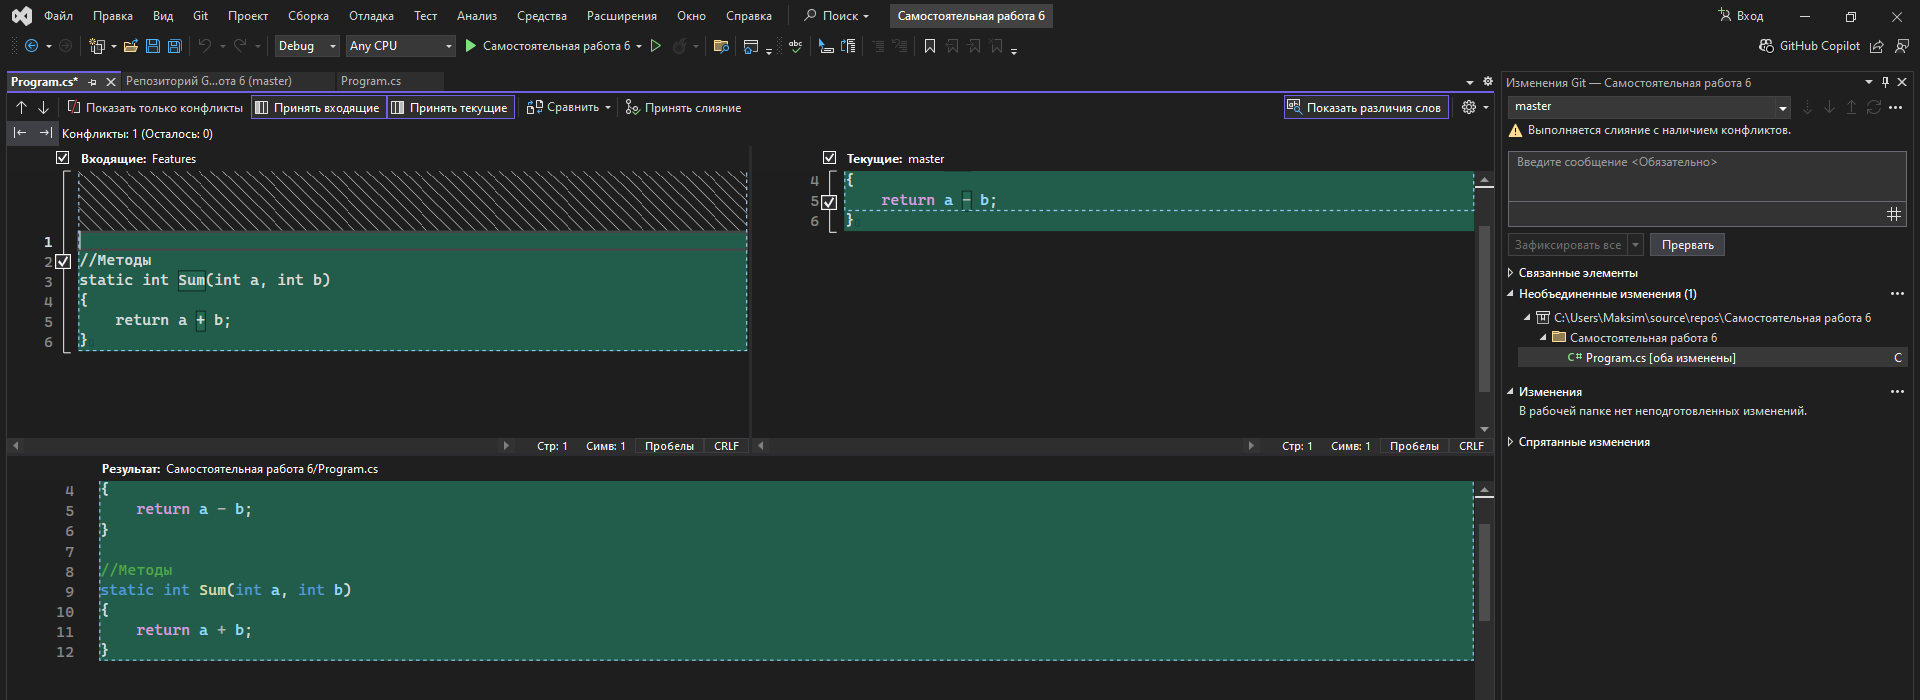 Файл Правка Вид Git Проект Сборка Отладка Тест Анализ Средства Расширения Окно Справка Поиск Самостоятельная работа 6 Вход
Debug Any CPU Самостоятельная работа 6 abc GitHub Copilot
Program.cs* Репозиторий G...ота 6 (master) Program.cs
Показать только конфликты Принять входящие Принять текущие Сравнить Принять слияние Показать различия слов
Конфликты: 1 (Осталось: 0)
Входящие: Features
1
2 //Методы
3 static int Sum(int a, int b)
4 {
5 return a + b;
6 }
Стр: 1 Симв: 1 Пробелы CRLF
Текущие: master
4 {
5 return a - b;
6 }
Стр: 1 Симв: 1 Пробелы CRLF
Результат: Самостоятельная работа 6/Program.cs
4 {
5 return a - b;
6 }
7
8 //Методы
9 static int Sum(int a, int b)
10 {
11 return a + b;
12 }
Изменения Git — Самостоятельная работа 6
master
Выполняется слияние с наличием конфликтов.
Введите сообщение <Обязательно>
Зафиксировать все Прервать
Связанные элементы
Необъединенные изменения (1)
C:\Users\Maksim\source\repos\Самостоятельная работа 6
Самостоятельная работа 6
C# Program.cs [оба изменены] C
Изменения
В рабочей папке нет неподготовленных изменений.
Спрятанные изменения